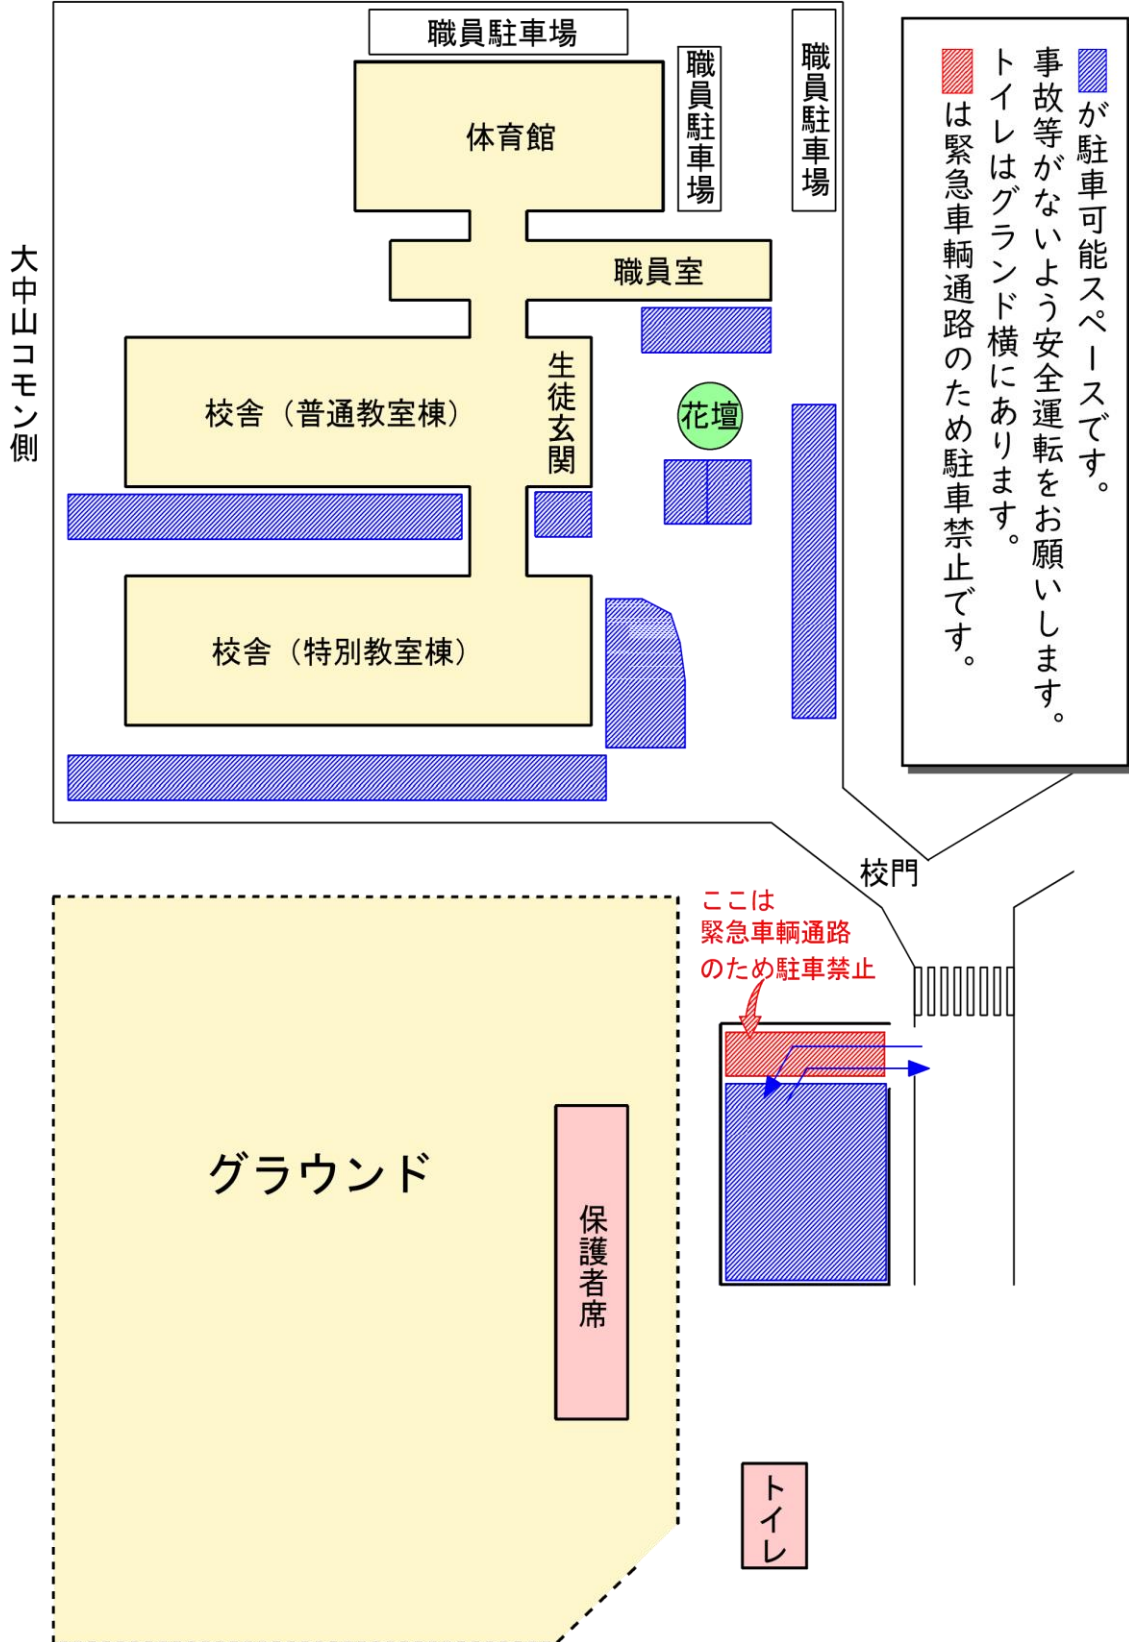 職員駐車場
職員駐車場
職員駐車場
体育館
職員室
大中山コモン側
校舎（普通教室棟）
生徒玄関
花壇
校舎（特別教室棟）
が駐車可能スペースです。
事故等がないよう安全運転をお願いします。
トイレはグランド横にあります。
は緊急車輌通路のため駐車禁止です。
校門
ここは
緊急車輌通路
のため駐車禁止
グラウンド
保護者席
トイレ